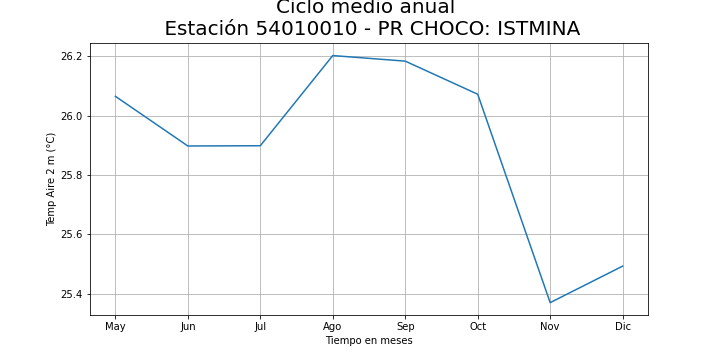 Ciclo medio anual
Estación 54010010 - PR CHOCO: ISTMINA
26.2
26.0
25.8
25.6
25.4
Temp Aire 2 m (°C)
May Jun Jul Ago Sep Oct Nov Dic
Tiempo en meses